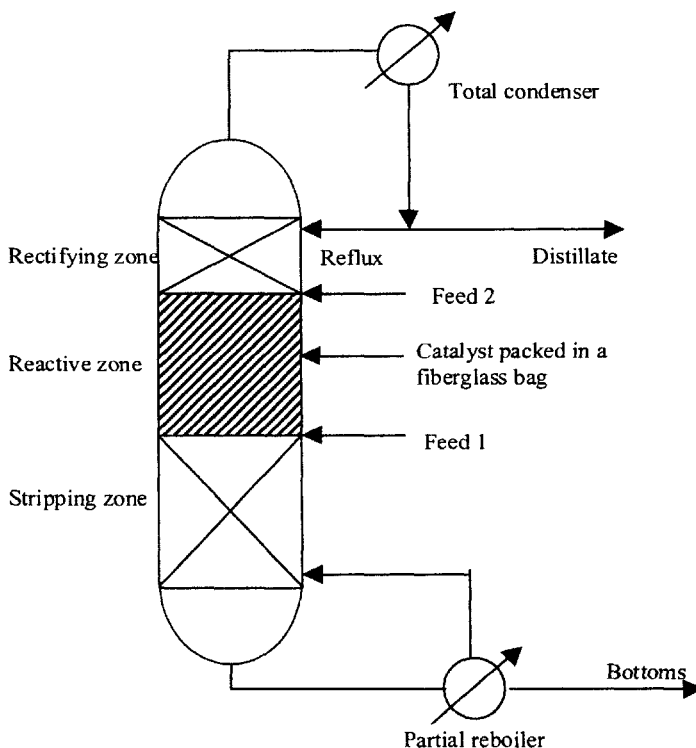 Total condenser
Rectifying zone
Reflux
Distillate
Feed 2
Reactive zone
Catalyst packed in a
fiberglass bag
Feed 1
Stripping zone
Bottoms
Partial reboiler